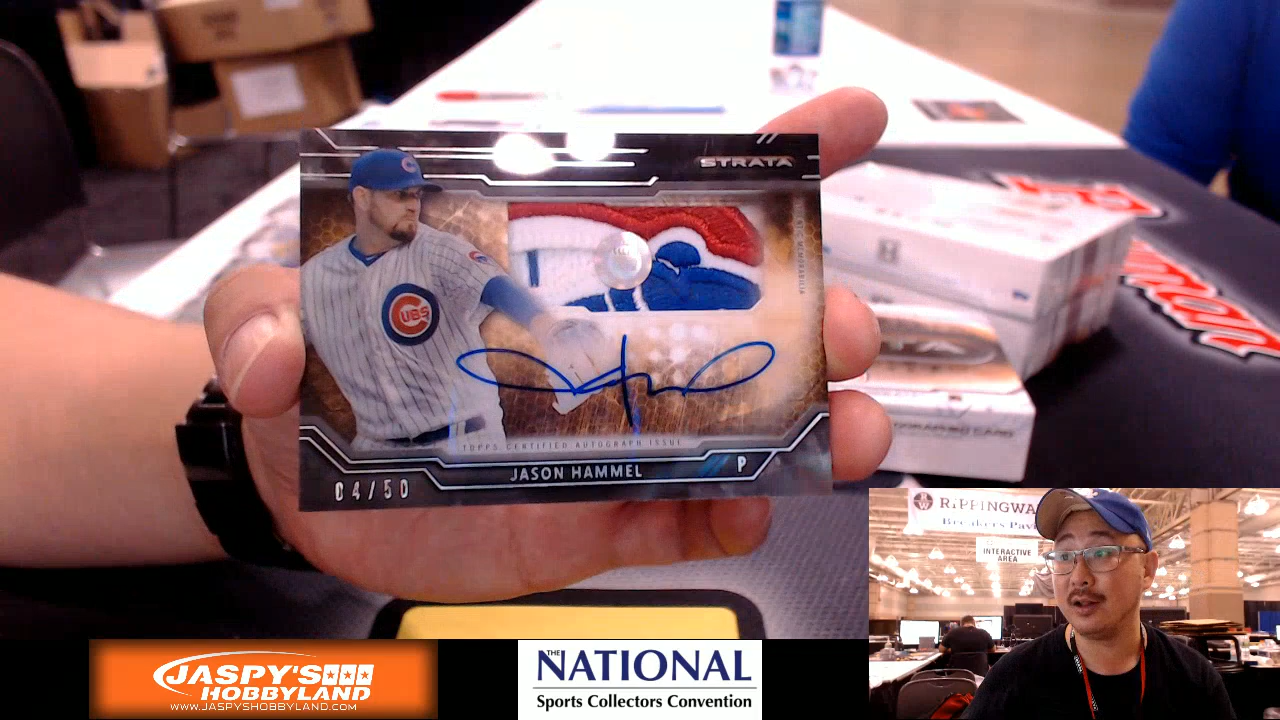 STRATA
CUBS
TOPPS CERTIFIED AUTOGRAPH ISSUE
JASON HAMMEL
P
04/50
RIPPINGWA
Breakers Pavi
INTERACTIVE
AREA
JASPY'S
HOBBYLAND
WWW.JASPYSHOBBYLAND.COM
THE
NATIONAL
Sports Collectors Convention